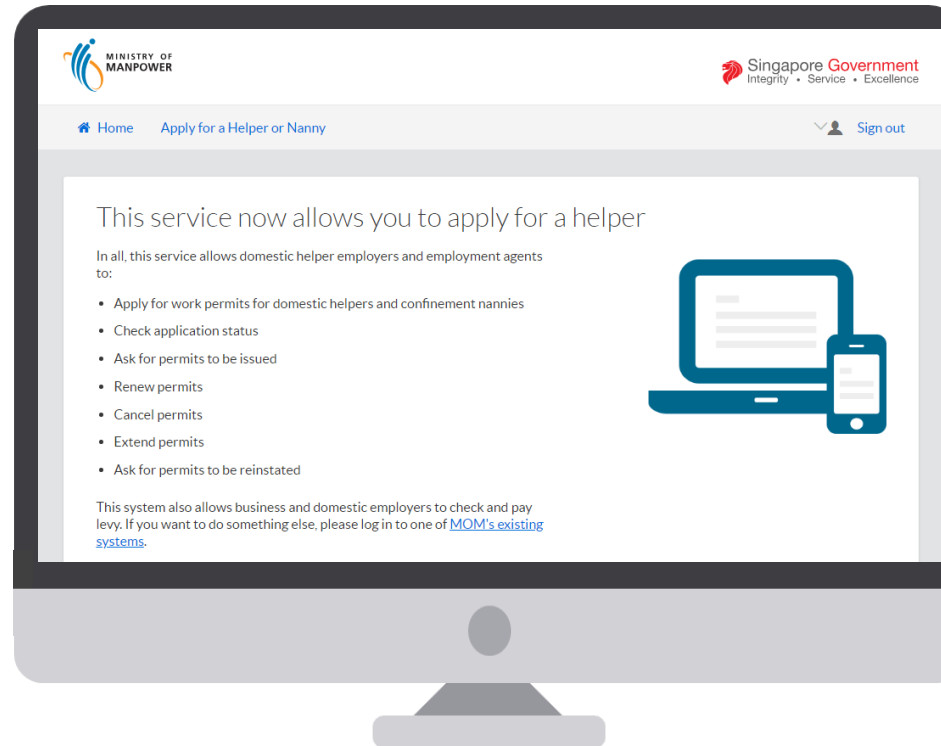 MINISTRY OF
MANPOWER
Singapore Government
Integrity • Service • Excellence
Home Apply for a Helper or Nanny Sign out
This service now allows you to apply for a helper
In all, this service allows domestic helper employers and employment agents
to:
• Apply for work permits for domestic helpers and confinement nannies
• Check application status
• Ask for permits to be issued
• Renew permits
• Cancel permits
• Extend permits
• Ask for permits to be reinstated
This system also allows business and domestic employers to check and pay
levy. If you want to do something else, please log in to one of MOM's existing
systems.